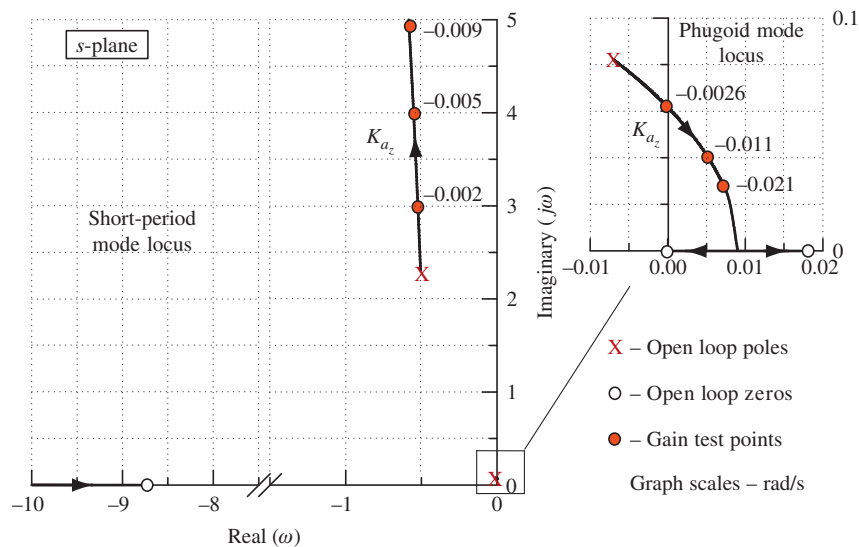 s-plane
Short-period
mode locus
–0.009
–0.005
–0.002
K_{a_z}
5
4
3
2
1
0
–10
–9
–8
–1
0
Real (ω)
Imaginary (jω)
Phugoid mode
locus
0.1
0
–0.0026
–0.011
–0.021
K_{a_z}
–0.01
0.00
0.01
0.02
X – Open loop poles
– Open loop zeros
– Gain test points
Graph scales – rad/s
X
X
X